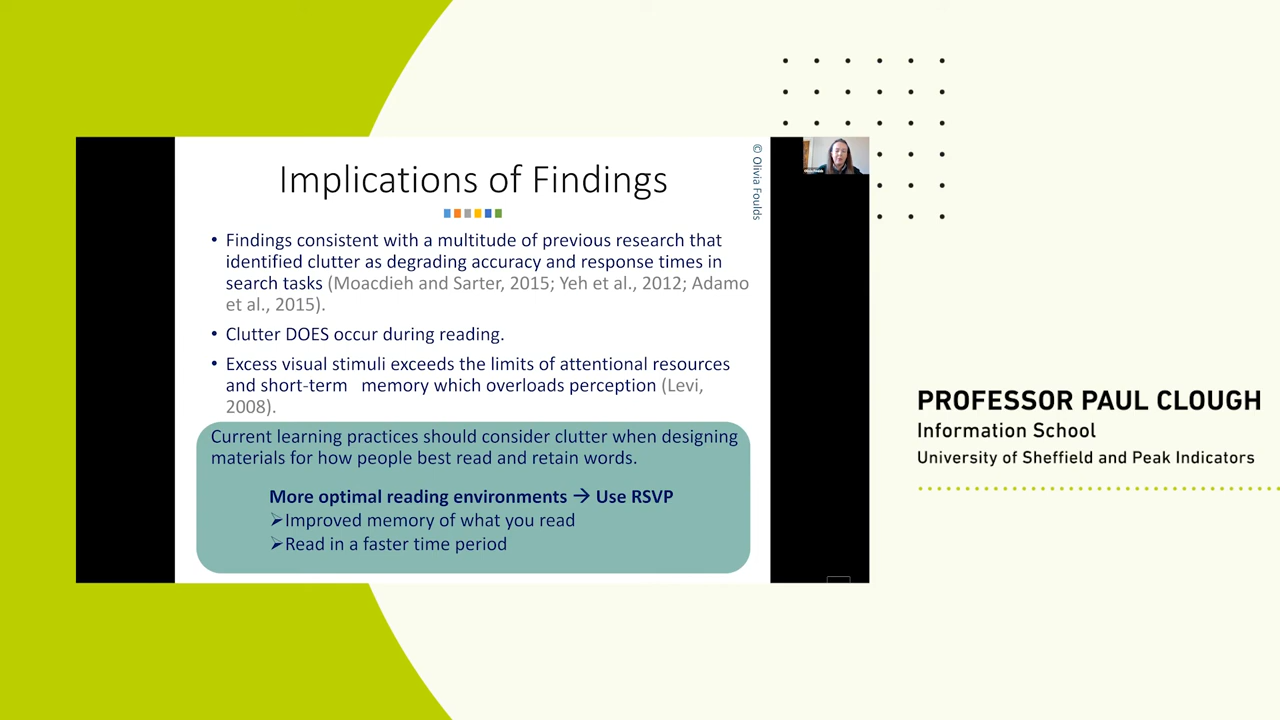 Implications of Findings
© Olivia Foulds
• Findings consistent with a multitude of previous research that
identified clutter as degrading accuracy and response times in
search tasks (Moacdieh and Sarter, 2015; Yeh et al., 2012; Adamo
et al., 2015).
• Clutter DOES occur during reading.
• Excess visual stimuli exceeds the limits of attentional resources
and short-term memory which overloads perception (Levi,
2008).
Current learning practices should consider clutter when designing
materials for how people best read and retain words.
More optimal reading environments → Use RSVP
➢Improved memory of what you read
➢Read in a faster time period
Olivia Foulds
PROFESSOR PAUL CLOUGH
Information School
University of Sheffield and Peak Indicators